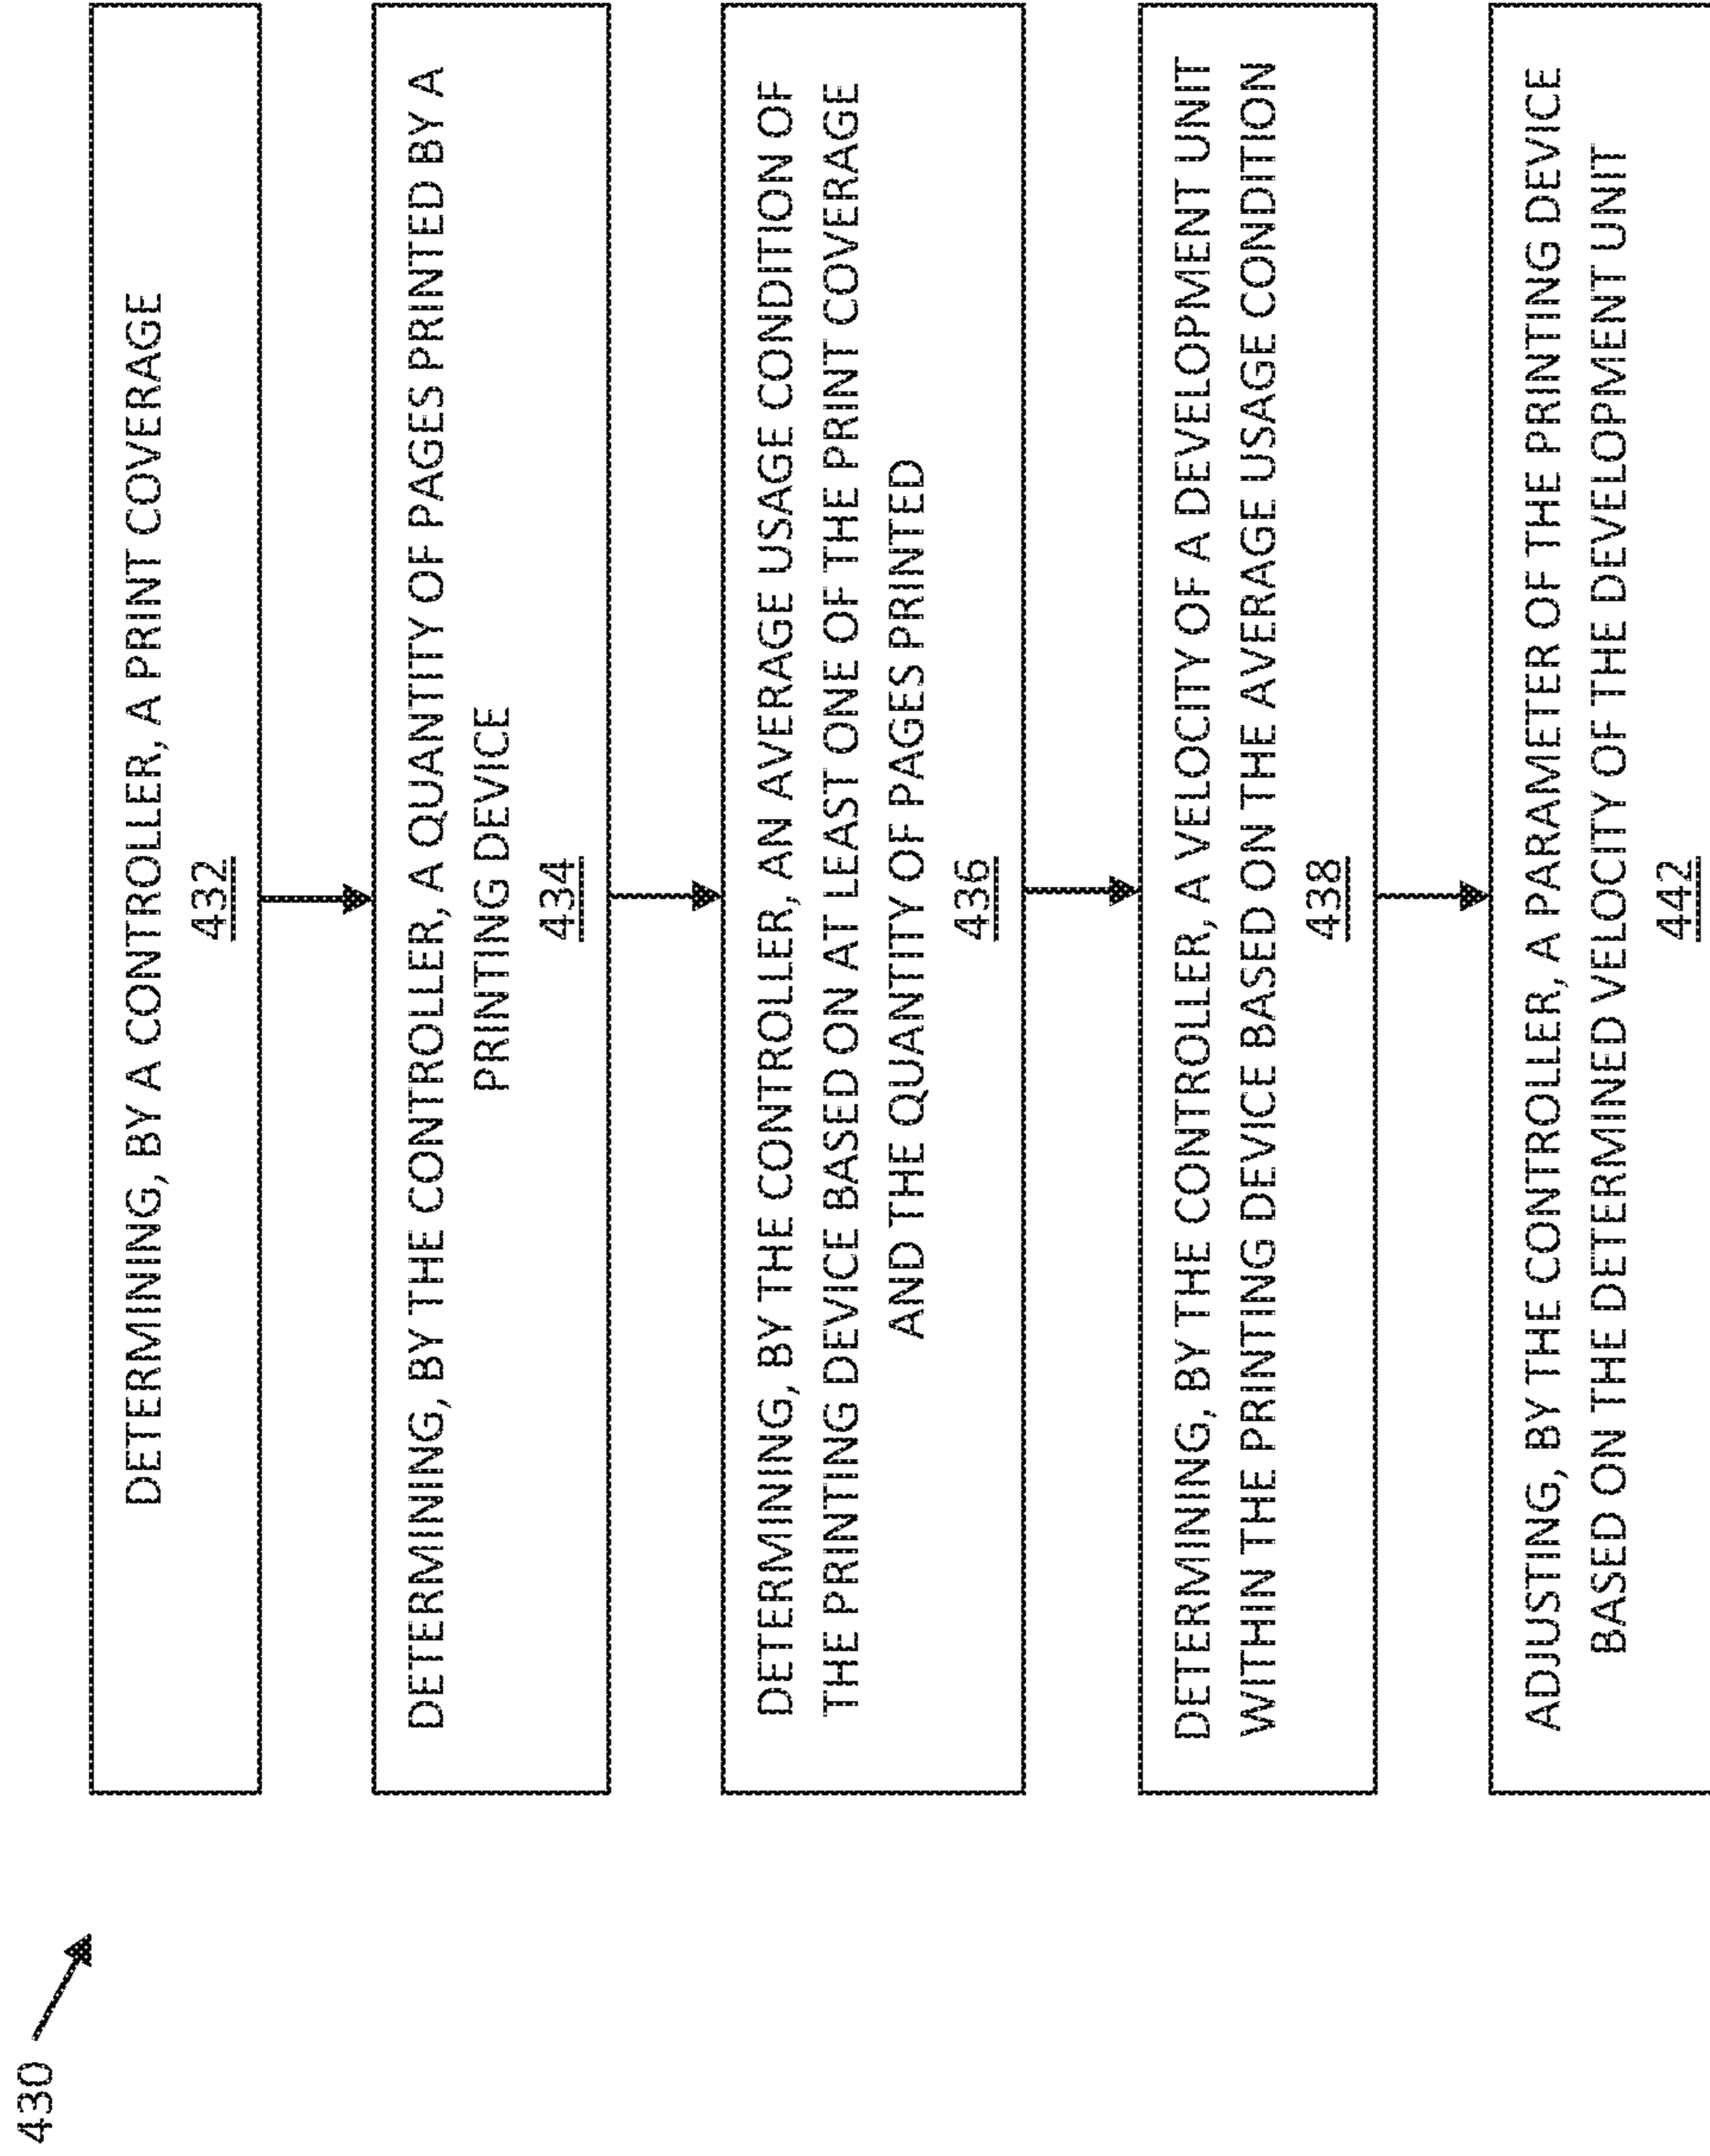 430
DETERMINING, BY A CONTROLLER, A PRINT COVERAGE
432
DETERMINING, BY THE CONTROLLER, A QUANTITY OF PAGES PRINTED BY A
PRINTING DEVICE
434
DETERMINING, BY THE CONTROLLER, AN AVERAGE USAGE CONDITION OF
THE PRINTING DEVICE BASED ON AT LEAST ONE OF THE PRINT COVERAGE
AND THE QUANTITY OF PAGES PRINTED
436
DETERMINING, BY THE CONTROLLER, A VELOCITY OF A DEVELOPMENT UNIT
WITHIN THE PRINTING DEVICE BASED ON THE AVERAGE USAGE CONDITION
438
ADJUSTING, BY THE CONTROLLER, A PARAMETER OF THE PRINTING DEVICE
BASED ON THE DETERMINED VELOCITY OF THE DEVELOPMENT UNIT
442